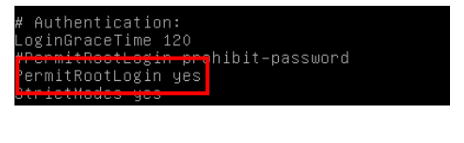 # Authentication:
LoginGraceTime 120
#PermitRootLogin prohibit-password
PermitRootLogin yes
StrictModes yes